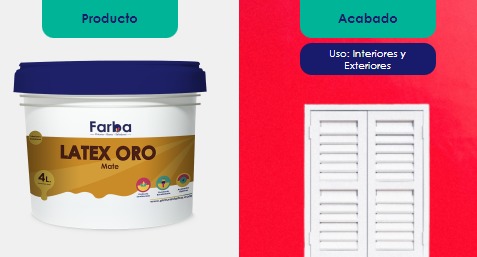 Producto
Acabado
Uso: Interiores y
Exteriores
Farba
LATEX ORO
Mate
4L.